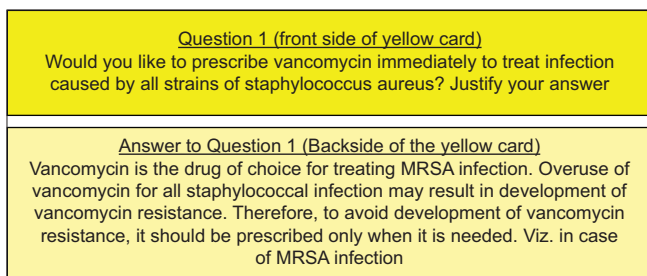 Question 1 (front side of yellow card)
Would you like to prescribe vancomycin immediately to treat infection
caused by all strains of staphylococcus aureus? Justify your answer
Answer to Question 1 (Backside of the yellow card)
Vancomycin is the drug of choice for treating MRSA infection. Overuse of
vancomycin for all staphylococcal infection may result in development of
vancomycin resistance. Therefore, to avoid development of vancomycin
resistance, it should be prescribed only when it is needed. Viz. in case
of MRSA infection